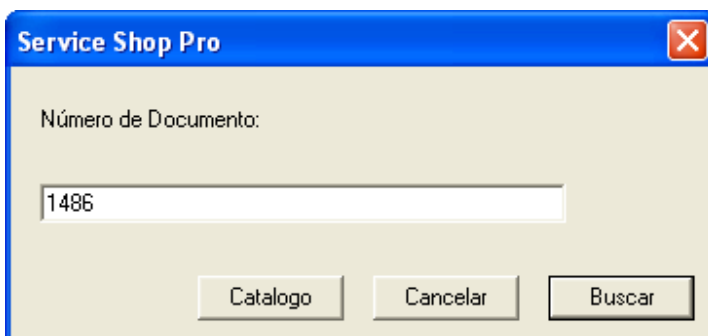 Service Shop Pro
Número de Documento:
1486
Catalogo Cancelar Buscar